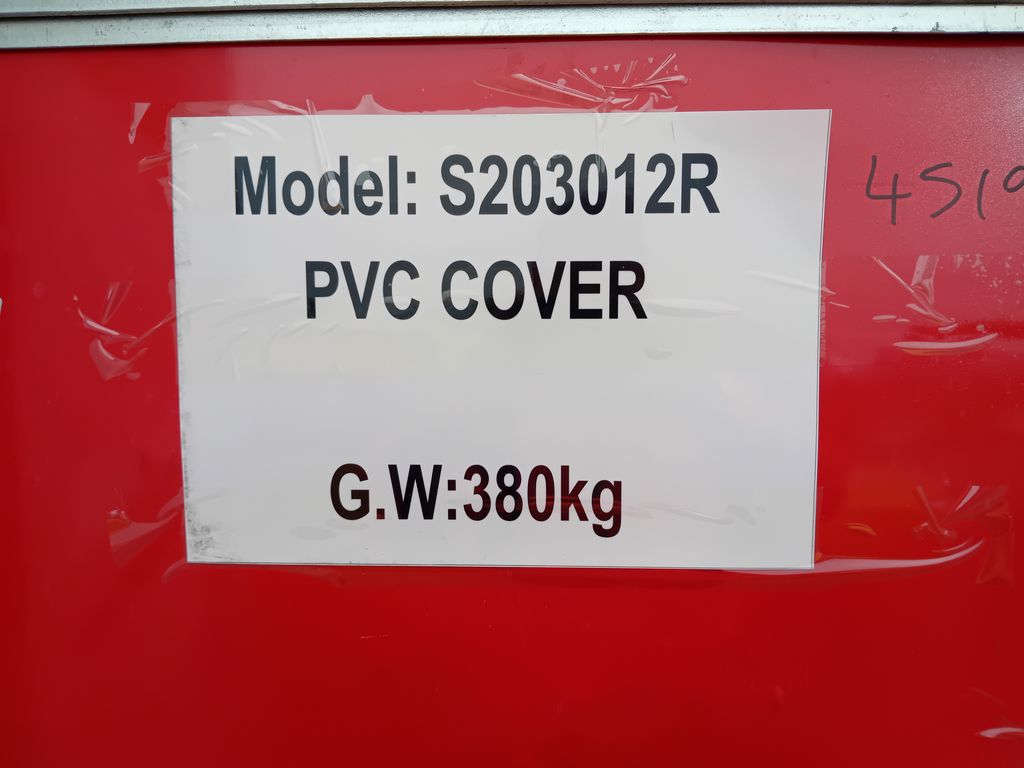 Model: S203012R
PVC COVER
G.W:380kg